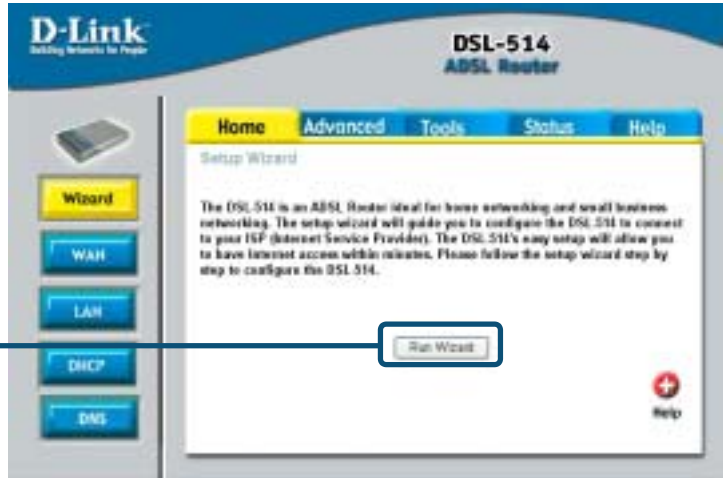 D-Link
Building Networks for People
DSL-514
ADSL Router
Home Advanced Tools Status Help
Setup Wizard
Wizard
The DSL-514 is an ADSL Router ideal for home networking and small business
networking. The setup wizard will guide you to configure the DSL-514 to connect
to your ISP (Internet Service Provider). The DSL-514's easy setup will allow you
to have Internet access within minutes. Please follow the setup wizard step by
step to configure the DSL-514.
WAN
LAN
Run Wizard
DHCP
Help
DNS